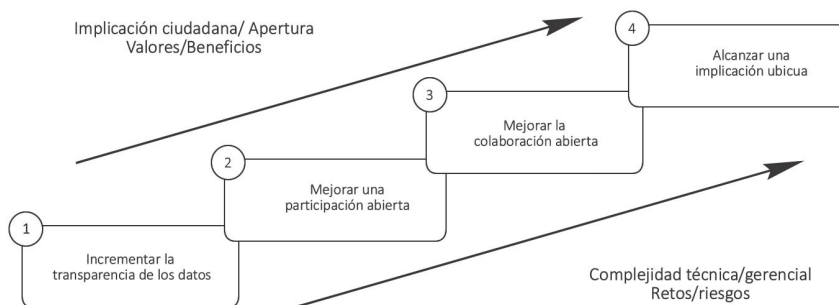 Implicación ciudadana/ Apertura
Valores/Beneficios
4
Alcanzar una
implicación ubicua
3
Mejorar la
colaboración abierta
2
Mejorar una
participación abierta
1
Incrementar la
transparencia de los datos
Complejidad técnica/gerencial
Retos/riesgos